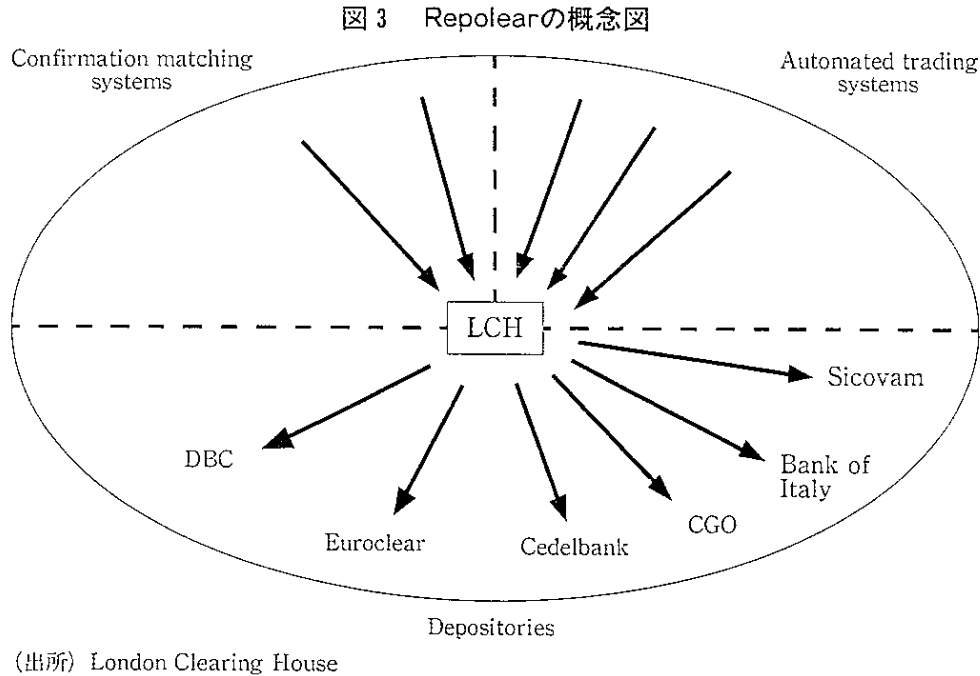 図3 Repolearの概念図
Confirmation matching
systems
Automated trading
systems
LCH
Sicovam
DBC
Bank of
Italy
CGO
Euroclear
Cedelbank
Depositories
(出所) London Clearing House